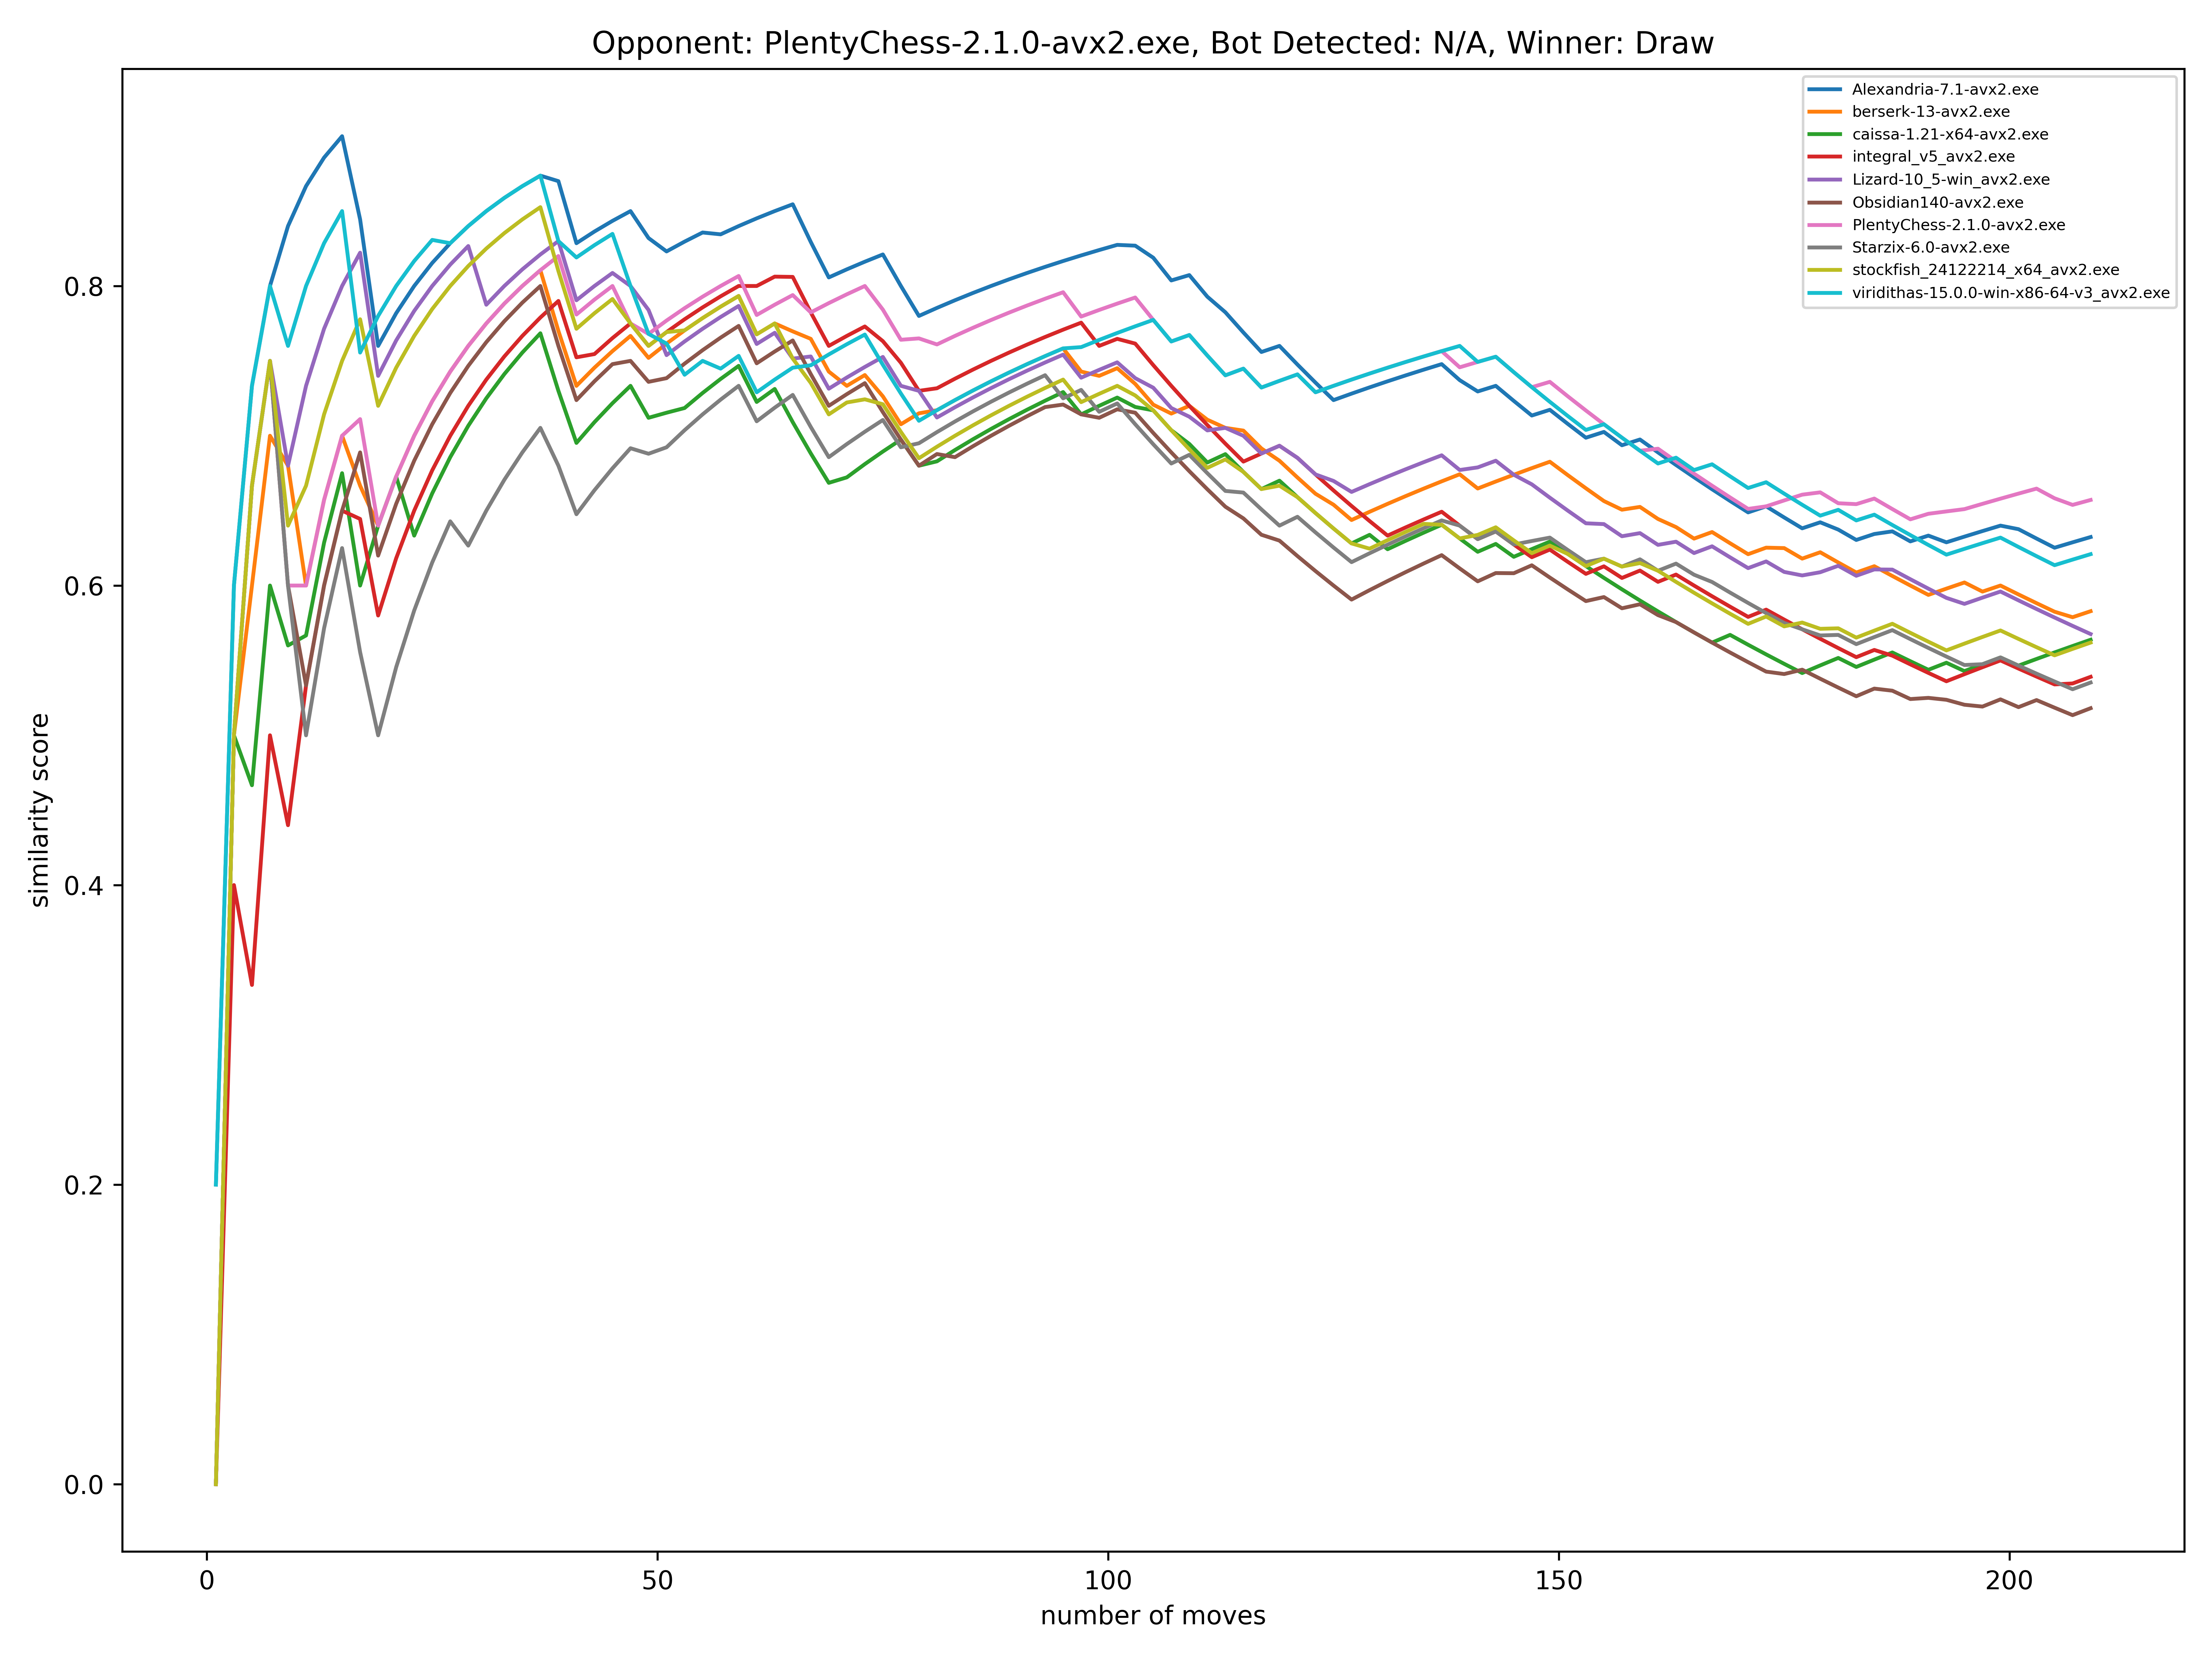 Opponent: PlentyChess-2.1.0-avx2.exe, Bot Detected: N/A, Winner: Draw
Alexandria-7.1-avx2.exe
berserk-13-avx2.exe
caissa-1.21-x64-avx2.exe
integral_v5_avx2.exe
Lizard-10_5-win_avx2.exe
Obsidian140-avx2.exe
PlentyChess-2.1.0-avx2.exe
Starzix-6.0-avx2.exe
stockfish_24122214_x64_avx2.exe
viridithas-15.0.0-win-x86-64-v3_avx2.exe
similarity score
0.8
0.6
0.4
0.2
0.0
0 50 100 150 200
number of moves